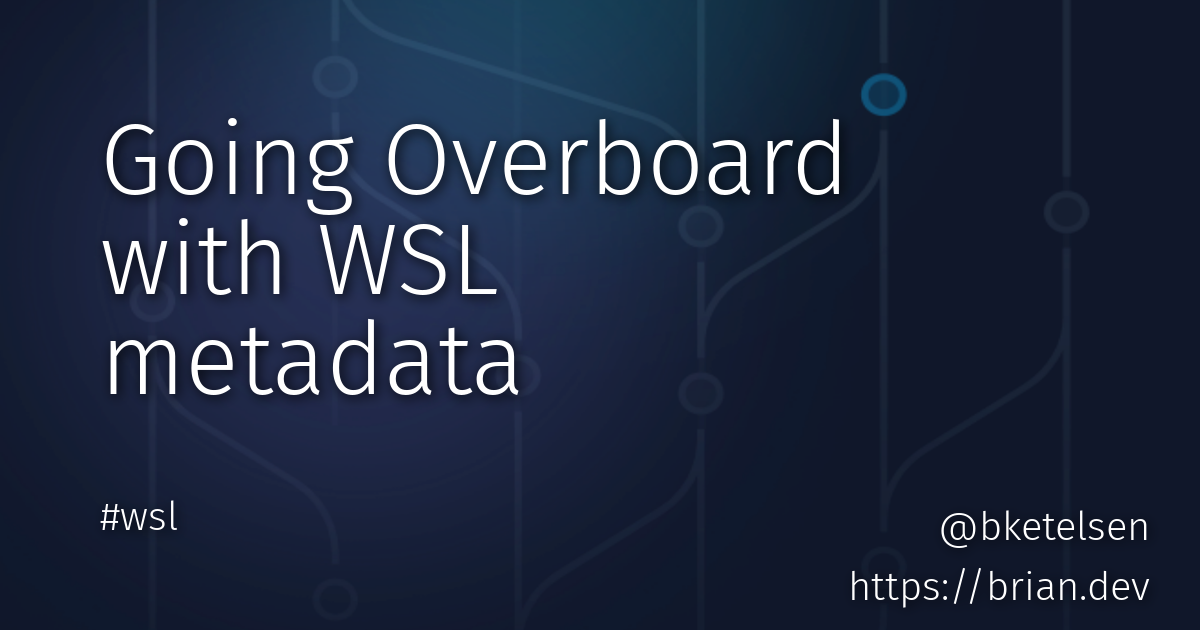 Going Overboard
with WSL
metadata
#wsl
@bketelsen
https://brian.dev